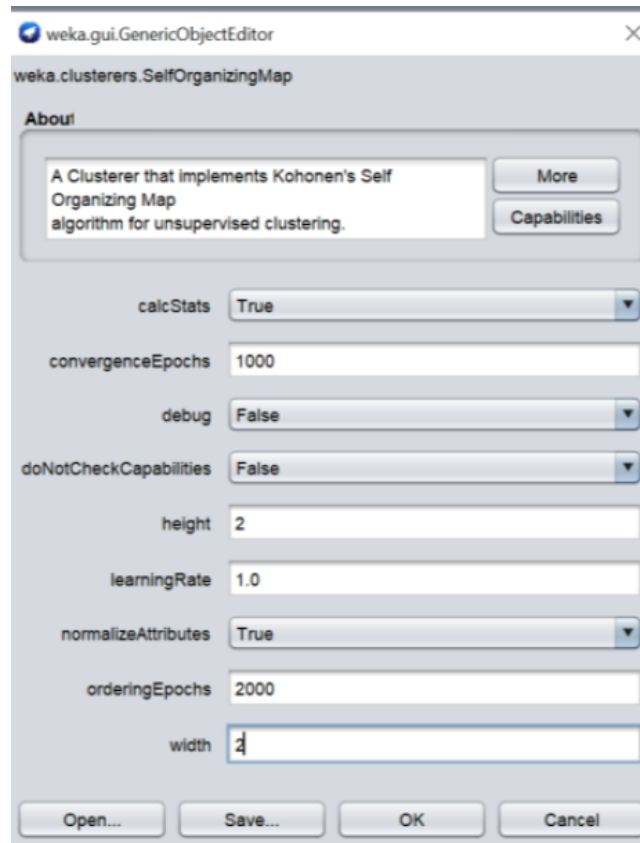 weka.gui.GenericObjectEditor
weka.clusterers.SelfOrganizingMap
About
A Clusterer that implements Kohonen's Self
Organizing Map
algorithm for unsupervised clustering.
More
Capabilities
calcStats True
convergenceEpochs 1000
debug False
doNotCheckCapabilities False
height 2
learningRate 1.0
normalizeAttributes True
orderingEpochs 2000
width 2
Open... Save... OK Cancel